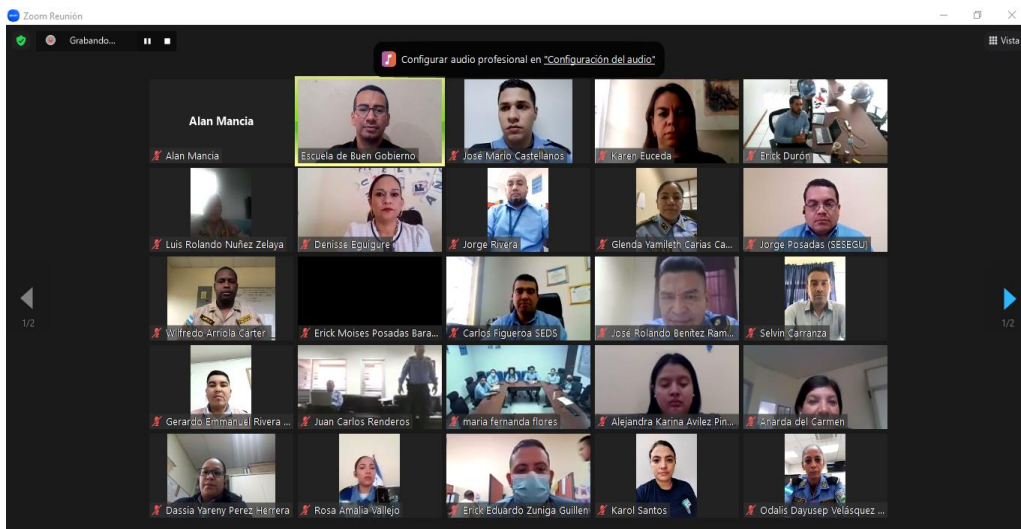 Zoom Reunión
Grabando...
Configurar audio profesional en "Configuración del audio"
Vista
Alan Mancia
Alan Mancia
Escuela de Buen Gobierno
José Mario Castellanos
Karen Euceda
Erick Durón
Luis Rolando Nuñez Zelaya
Denisse Eguigure
Jorge Rivera
Glenda Yamileth Carias Ca...
Jorge Posadas (SESEGU)
1/2
Wilfredo Arriola Carter
Erick Moises Posadas Bara...
Carlos Figueroa SEDS
José Rolando Benítez Ram...
Selvin Carranza
1/2
Gerardo Emmanuel Rivera ...
Juan Carlos Renderos
maria fernanda flores
Alejandra Karina Avilez Pin...
Anarda del Carmen
Dassia Yareny Perez Herrera
Rosa Amalia Vallejo
Erick Eduardo Zuniga Guillen
Karol Santos
Odalis Dayusep Velásquez ...